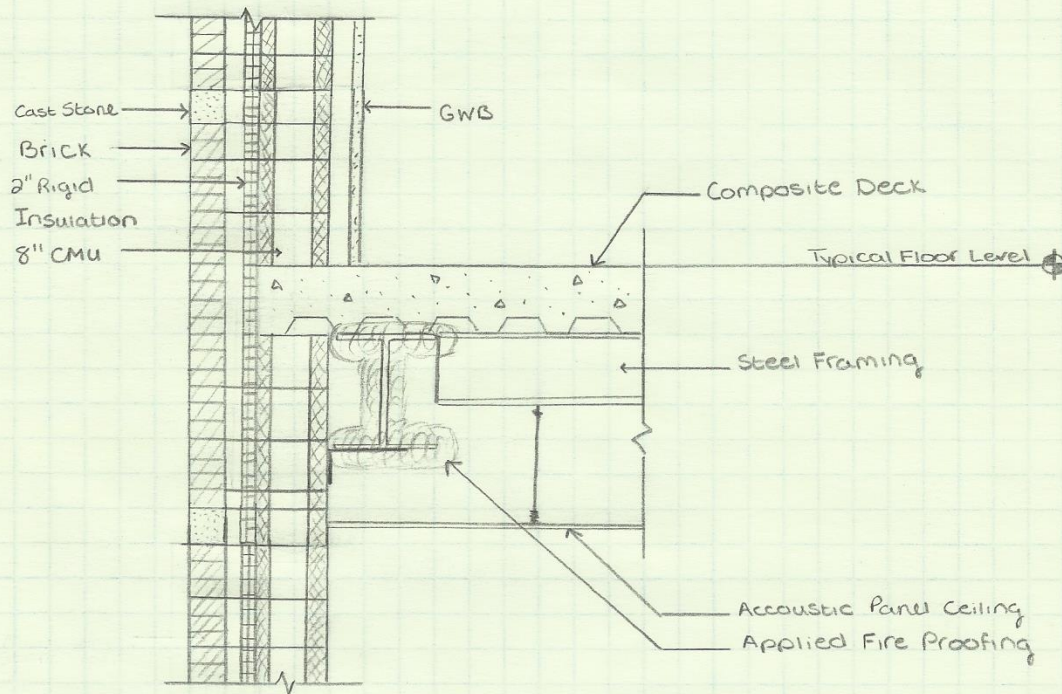 Cast Stone
Brick
2" Rigid
Insulation
8" CMU
GWB
Composite Deck
Typical Floor Level
Steel Framing
Accoustic Panel Ceiling
Applied Fire Proofing